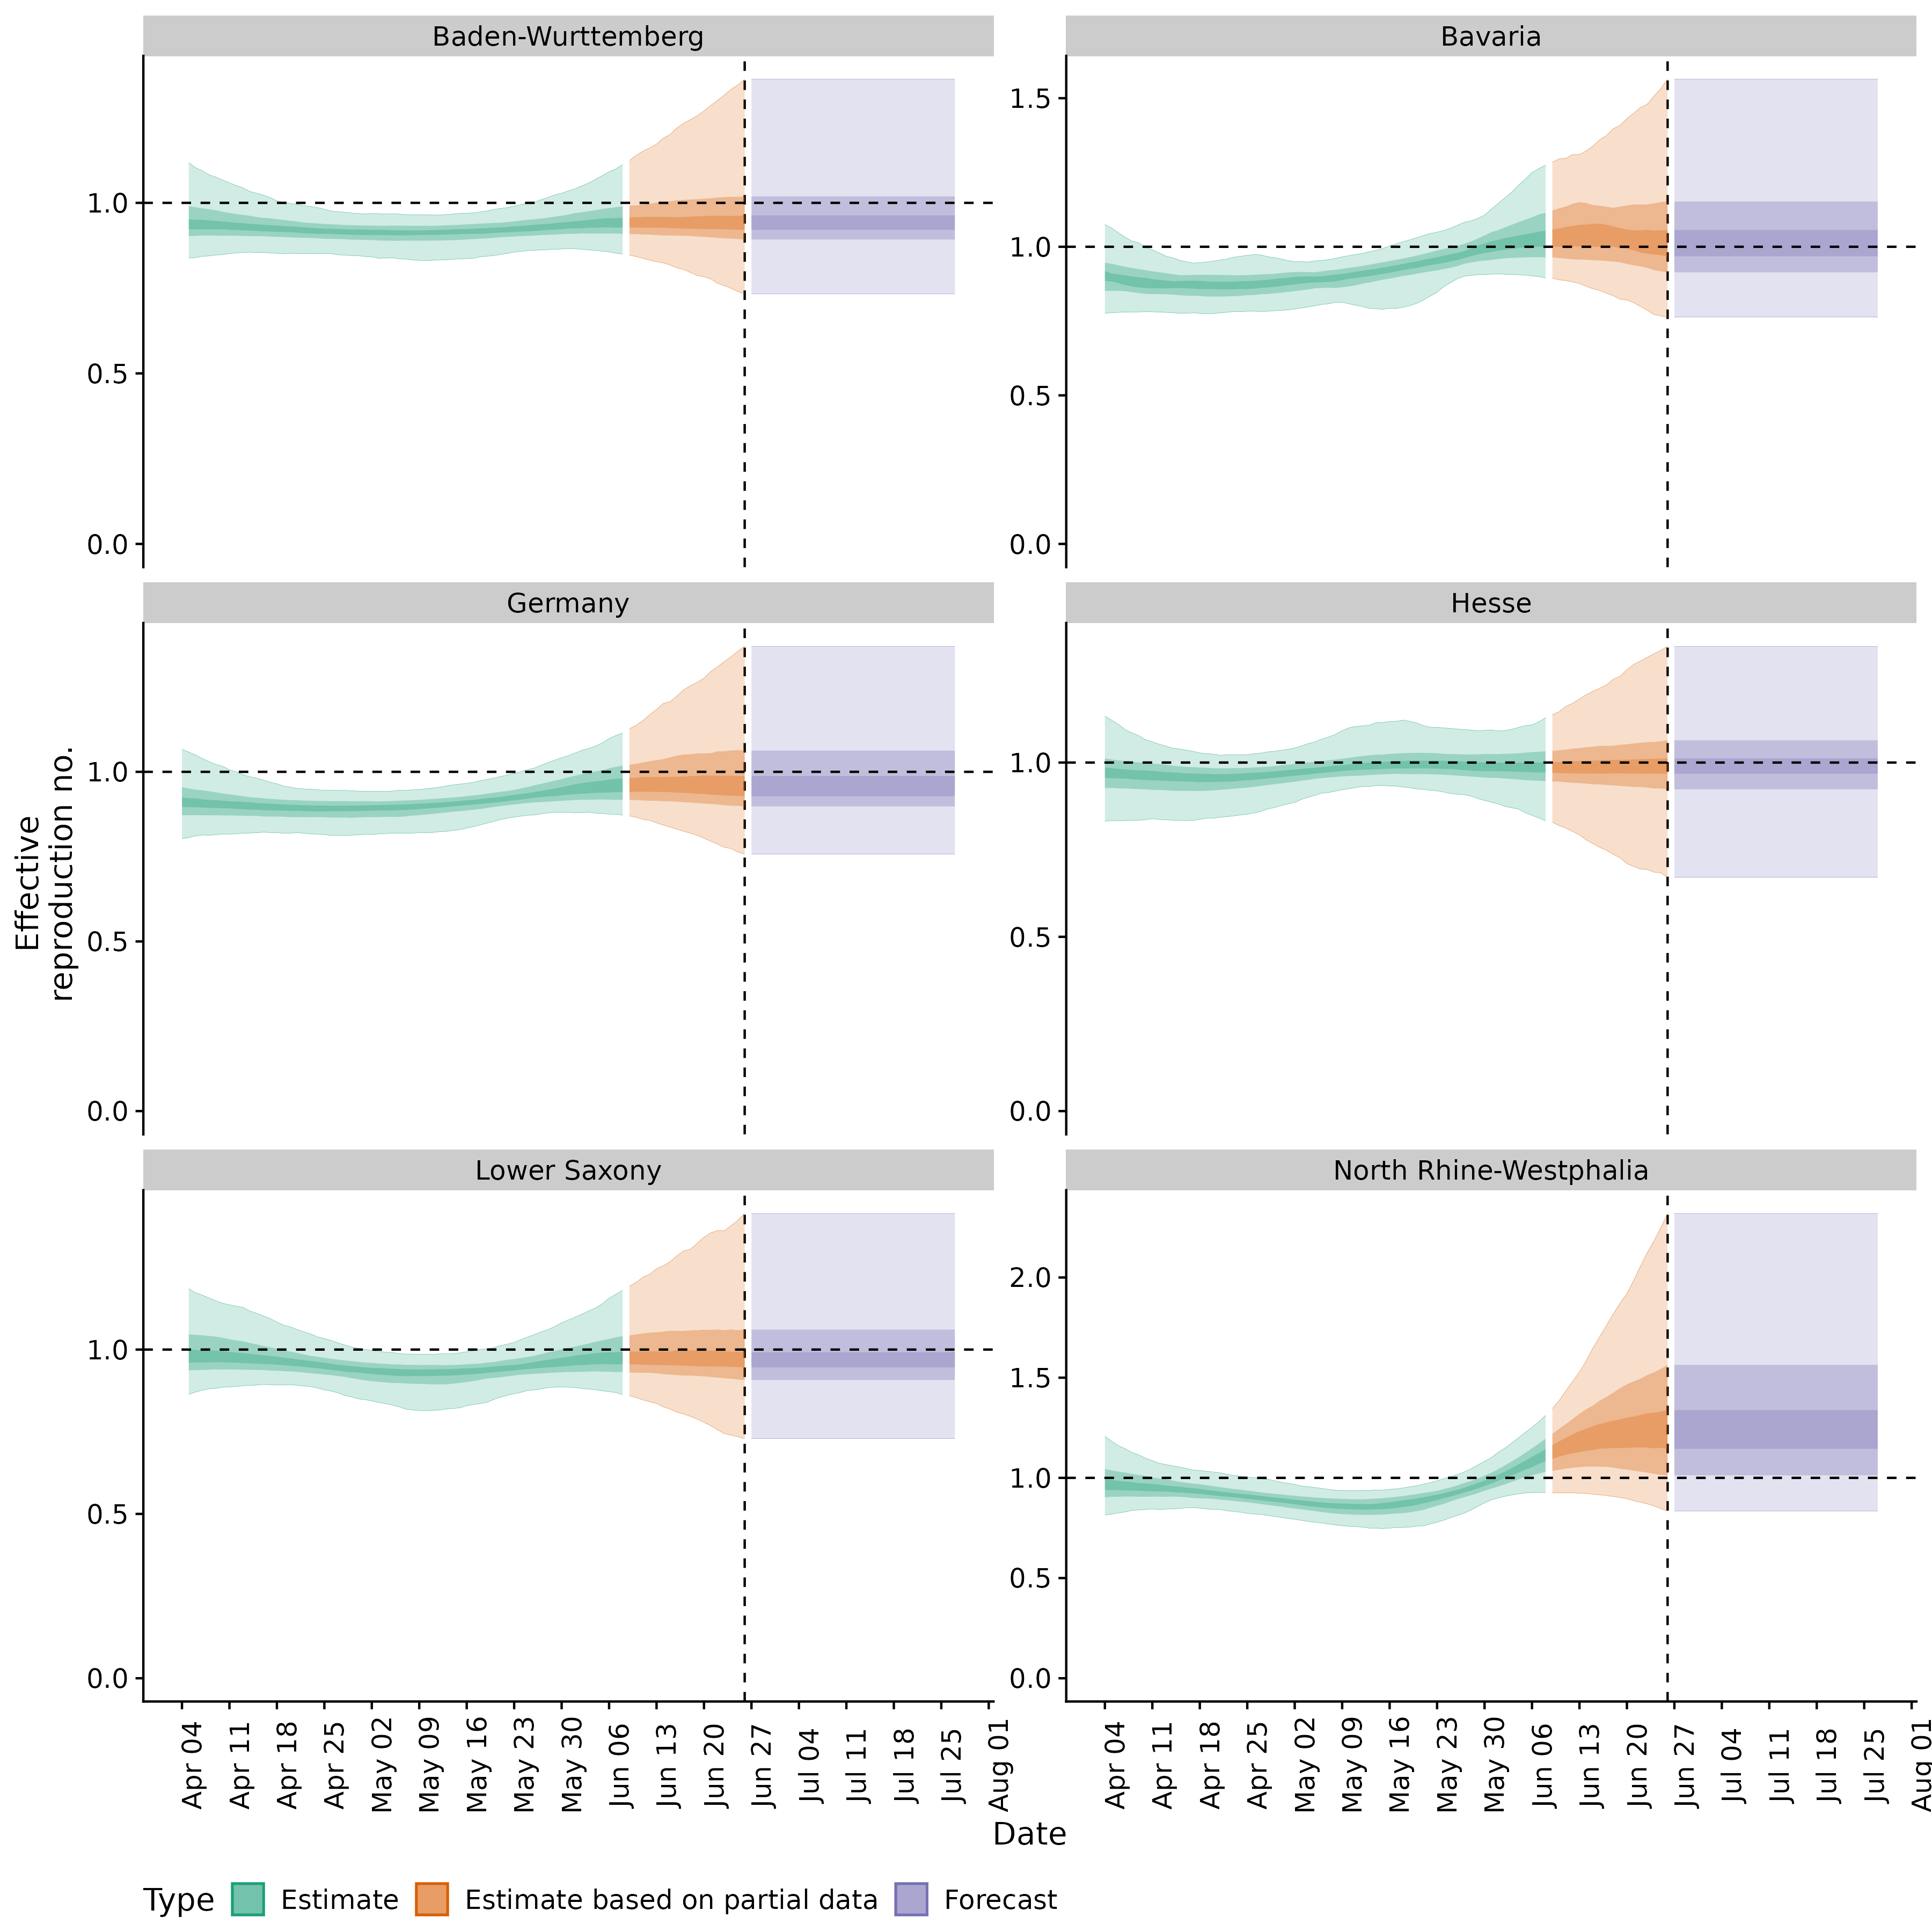 Baden-Wurttemberg
Bavaria
1.0
0.5
0.0
1.5
1.0
0.5
0.0
Germany
Hesse
1.0
0.5
0.0
1.0
0.5
0.0
Effective
reproduction no.
Lower Saxony
North Rhine-Westphalia
1.0
0.5
0.0
2.0
1.5
1.0
0.5
0.0
Apr 04
Apr 11
Apr 18
Apr 25
May 02
May 09
May 16
May 23
May 30
Jun 06
Jun 13
Jun 20
Jun 27
Jul 04
Jul 11
Jul 18
Jul 25
Aug 01
Apr 04
Apr 11
Apr 18
Apr 25
May 02
May 09
May 16
May 23
May 30
Jun 06
Jun 13
Jun 20
Jun 27
Jul 04
Jul 11
Jul 18
Jul 25
Aug 01
Date
Type Estimate Estimate based on partial data Forecast